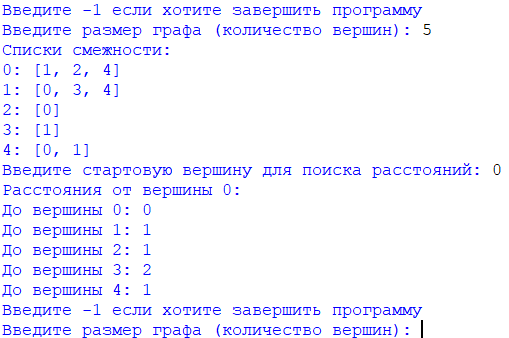 Введите -1 если хотите завершить программу
Введите размер графа (количество вершин): 5
Списки смежности:
0: [1, 2, 4]
1: [0, 3, 4]
2: [0]
3: [1]
4: [0, 1]
Введите стартовую вершину для поиска расстояний: 0
Расстояния от вершины 0:
До вершины 0: 0
До вершины 1: 1
До вершины 2: 1
До вершины 3: 2
До вершины 4: 1
Введите -1 если хотите завершить программу
Введите размер графа (количество вершин):